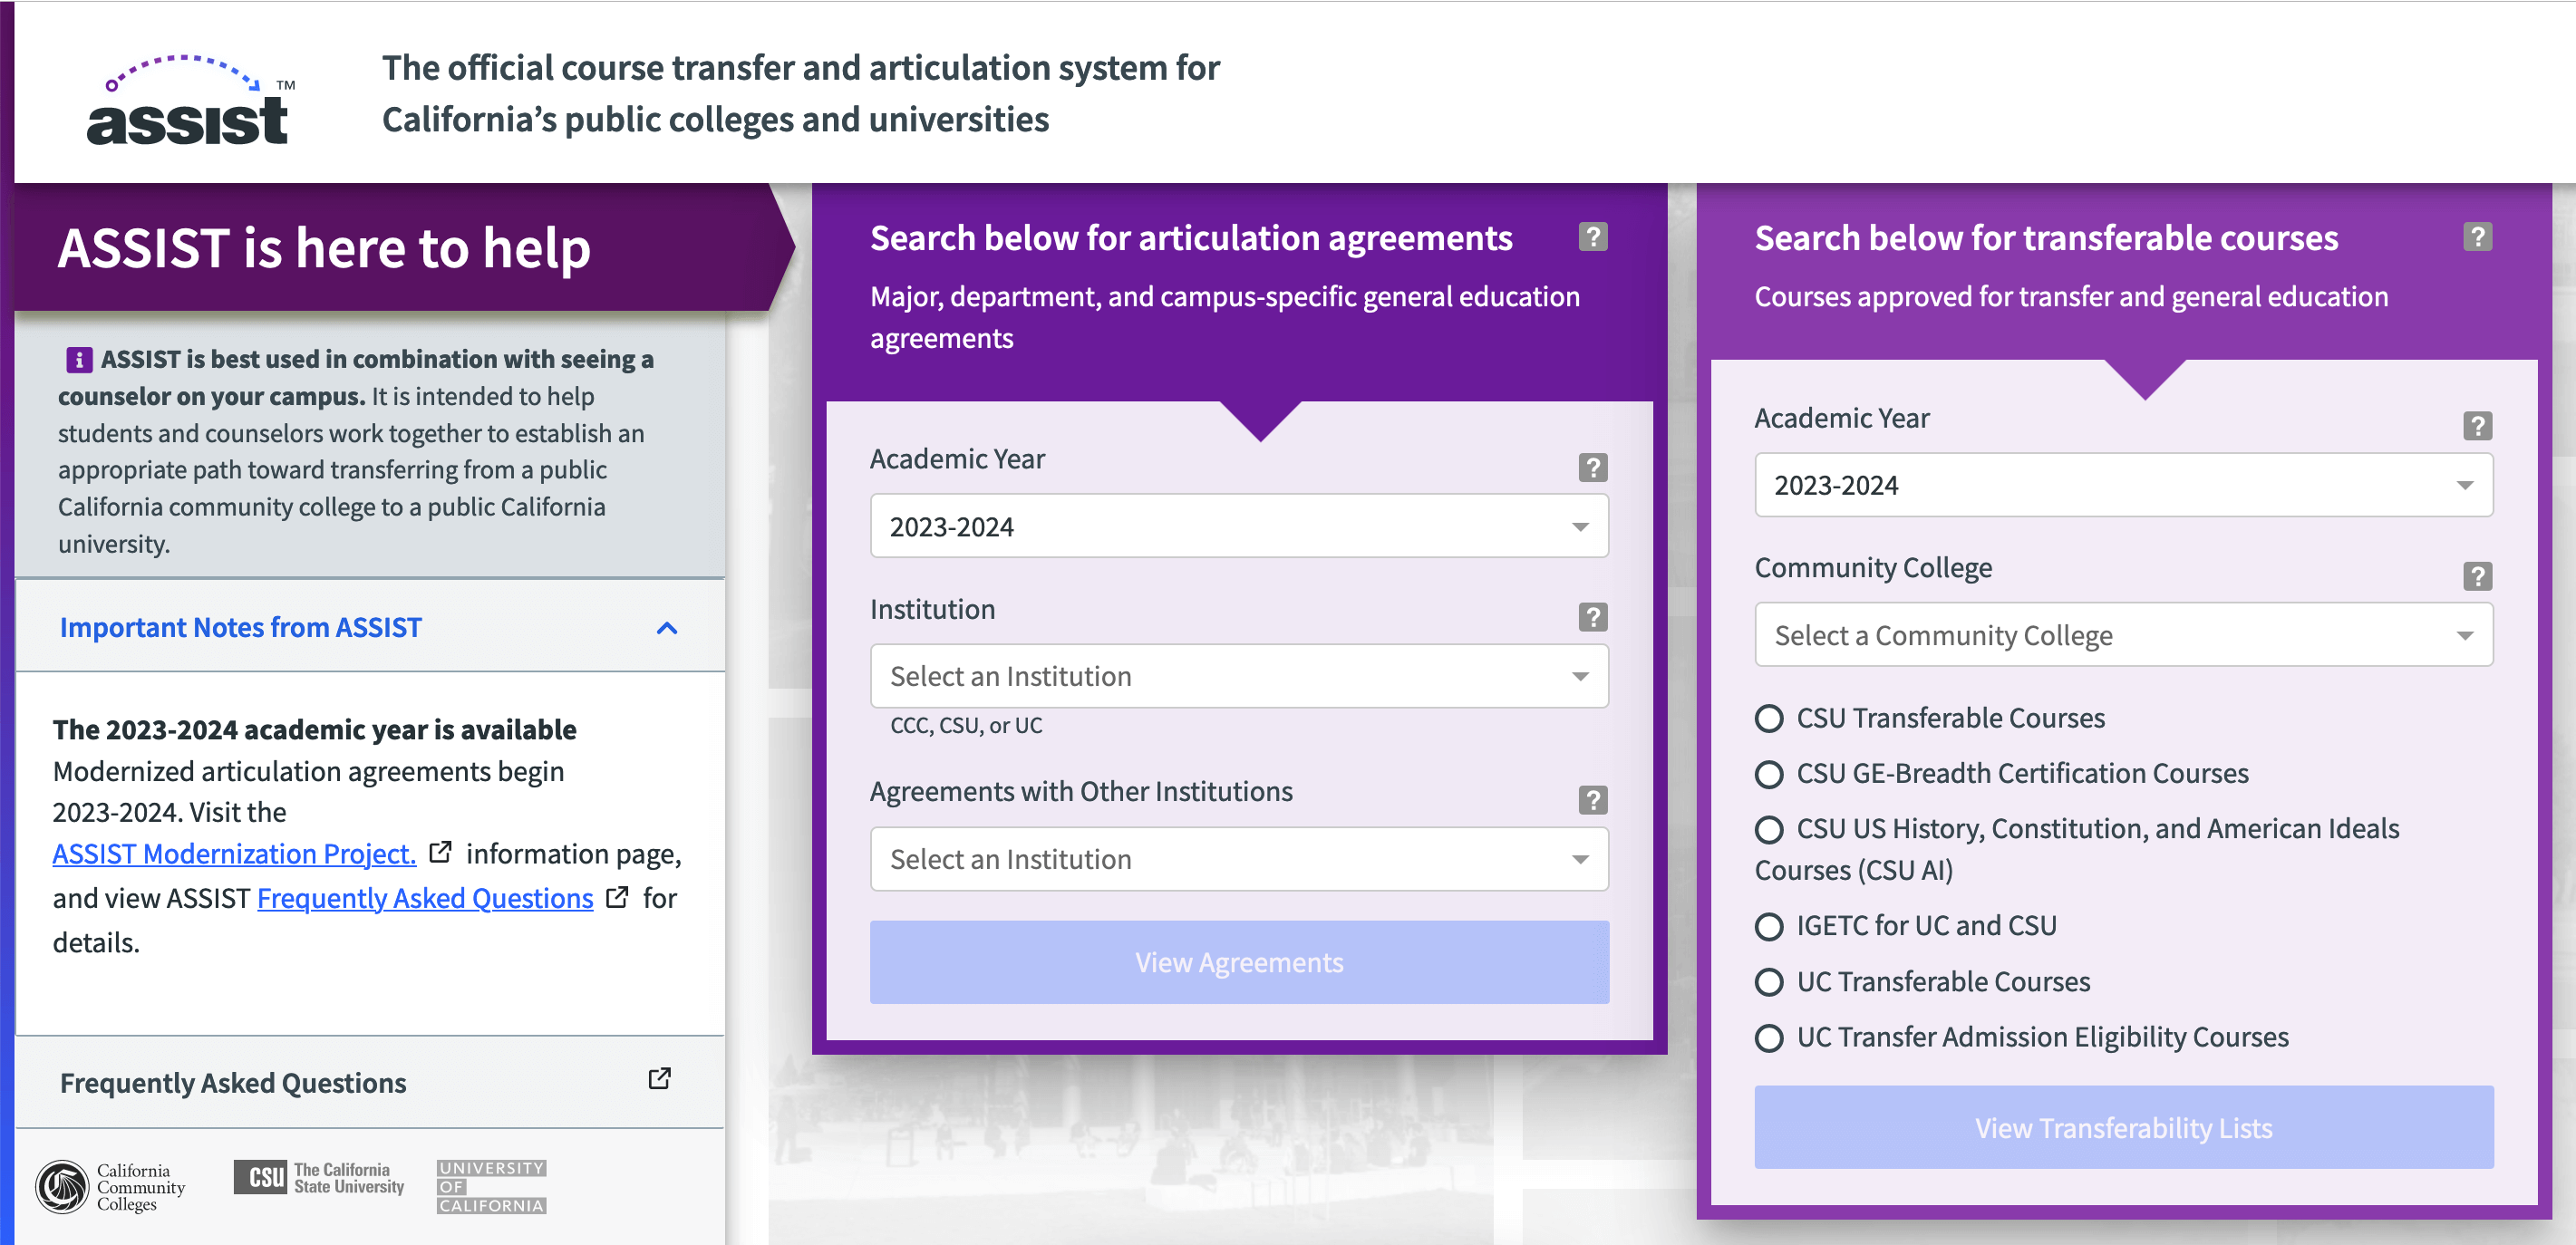 assist™
The official course transfer and articulation system for
California’s public colleges and universities
ASSIST is here to help
ASSIST is best used in combination with seeing a
counselor on your campus. It is intended to help
students and counselors work together to establish an
appropriate path toward transferring from a public
California community college to a public California
university.
Important Notes from ASSIST
The 2023-2024 academic year is available
Modernized articulation agreements begin
2023-2024. Visit the
ASSIST Modernization Project. information page,
and view ASSIST Frequently Asked Questions for
details.
Frequently Asked Questions
California
Community
Colleges
CSU The California
State University
UNIVERSITY
OF
CALIFORNIA
Search below for articulation agreements ?
Major, department, and campus-specific general education
agreements
Academic Year ?
2023-2024
Institution ?
Select an Institution
CCC, CSU, or UC
Agreements with Other Institutions ?
Select an Institution
View Agreements
Search below for transferable courses ?
Courses approved for transfer and general education
Academic Year ?
2023-2024
Community College ?
Select a Community College
CSU Transferable Courses
CSU GE-Breadth Certification Courses
CSU US History, Constitution, and American Ideals
Courses (CSU AI)
IGETC for UC and CSU
UC Transferable Courses
UC Transfer Admission Eligibility Courses
View Transferability Lists